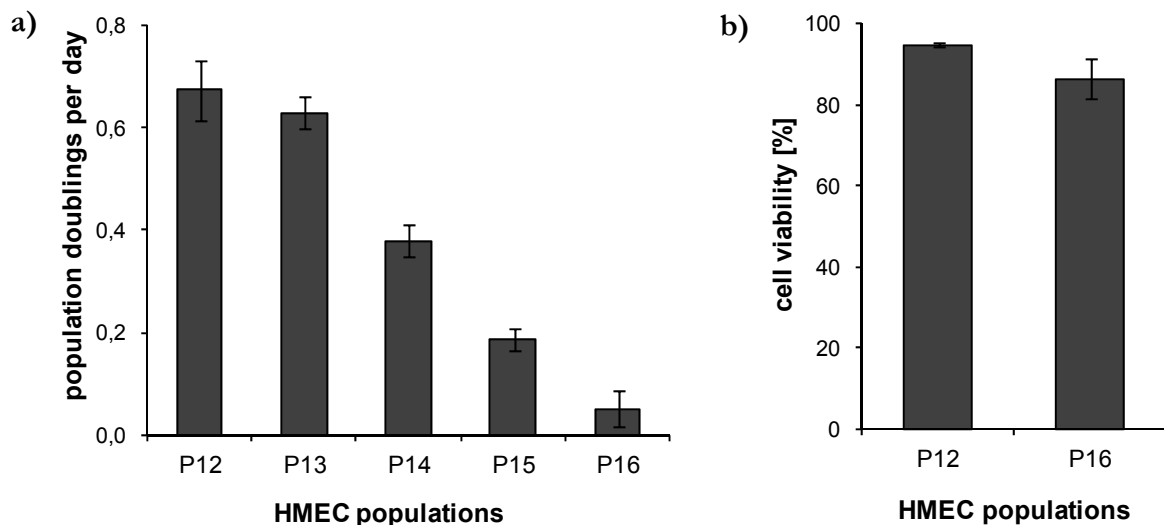 a)
population doublings per day
0,8
0,6
0,4
0,2
0,0
P12 P13 P14 P15 P16
HMEC populations
b)
cell viability [%]
100
80
60
40
20
0
P12 P16
HMEC populations